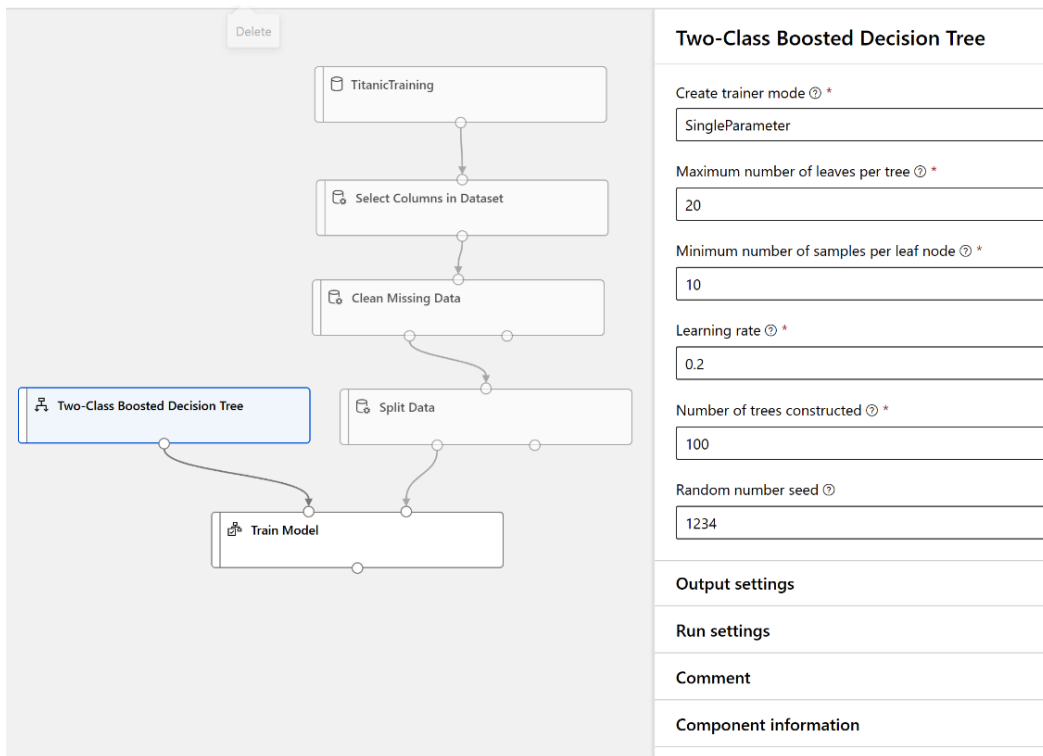 Delete
TitanicTraining
Select Columns in Dataset
Clean Missing Data
Two-Class Boosted Decision Tree
Split Data
Train Model
Two-Class Boosted Decision Tree
Create trainer mode *
SingleParameter
Maximum number of leaves per tree *
20
Minimum number of samples per leaf node *
10
Learning rate *
0.2
Number of trees constructed *
100
Random number seed
1234
Output settings
Run settings
Comment
Component information